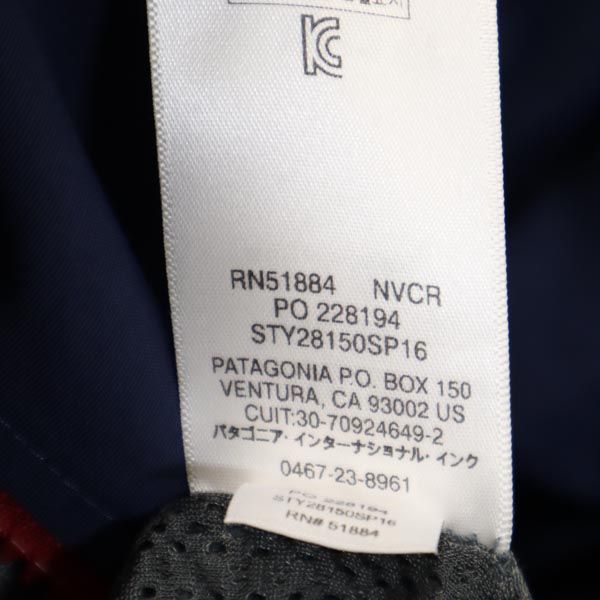 KC
RN51884 NVCR
PO 228194
STY28150SP16
PATAGONIA P.O. BOX 150
VENTURA, CA 93002 US
CUIT:30-70924649-2
パタゴニア・インターナショナル・インク
0467-23-8961
PO 228194
STY28150SP16
RN# 51884